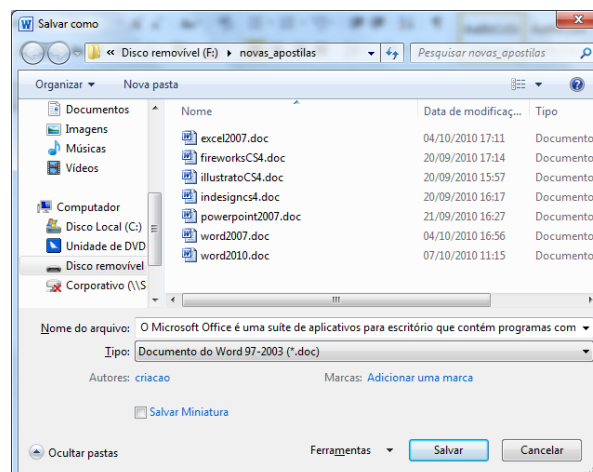 Salvar como
« Disco removível (F:) novas_apostilas
Pesquisar novas_apostilas
Organizar Nova pasta
Documentos
Imagens
Músicas
Vídeos
Computador
Disco Local (C:)
Unidade de DVD
Disco removível
Corporativo (\\S
Nome Data de modificaç... Tipo
excel2007.doc 04/10/2010 17:11 Documento
fireworksCS4.doc 20/09/2010 17:14 Documento
illustratoCS4.doc 20/09/2010 15:57 Documento
indesigncs4.doc 20/09/2010 16:17 Documento
powerpoint2007.doc 21/09/2010 16:27 Documento
word2007.doc 04/10/2010 16:56 Documento
word2010.doc 07/10/2010 11:15 Documento
Nome do arquivo: O Microsoft Office é uma suíte de aplicativos para escritório que contém programas com
Tipo: Documento do Word 97-2003 (*.doc)
Autores: criacao Marcas: Adicionar uma marca
Salvar Miniatura
Ocultar pastas Ferramentas Salvar Cancelar